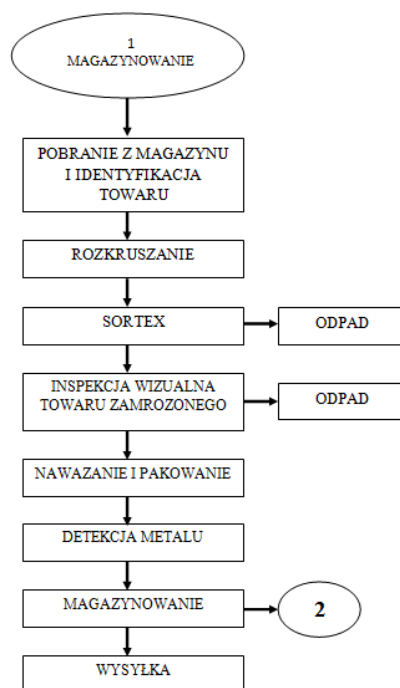 1
MAGAZYNOWANIE
POBRANIE Z MAGAZYNU
I IDENTYFIKACJA
TOWARU
ROZKRUSZANIE
SORTEX
ODPAD
INSPEKCJA WIZUALNA
TOWARU ZAMROZONEGO
ODPAD
NAWAZANIE I PAKOWANIE
DETEKCJA METALU
MAGAZYNOWANIE
2
WYSYŁKA